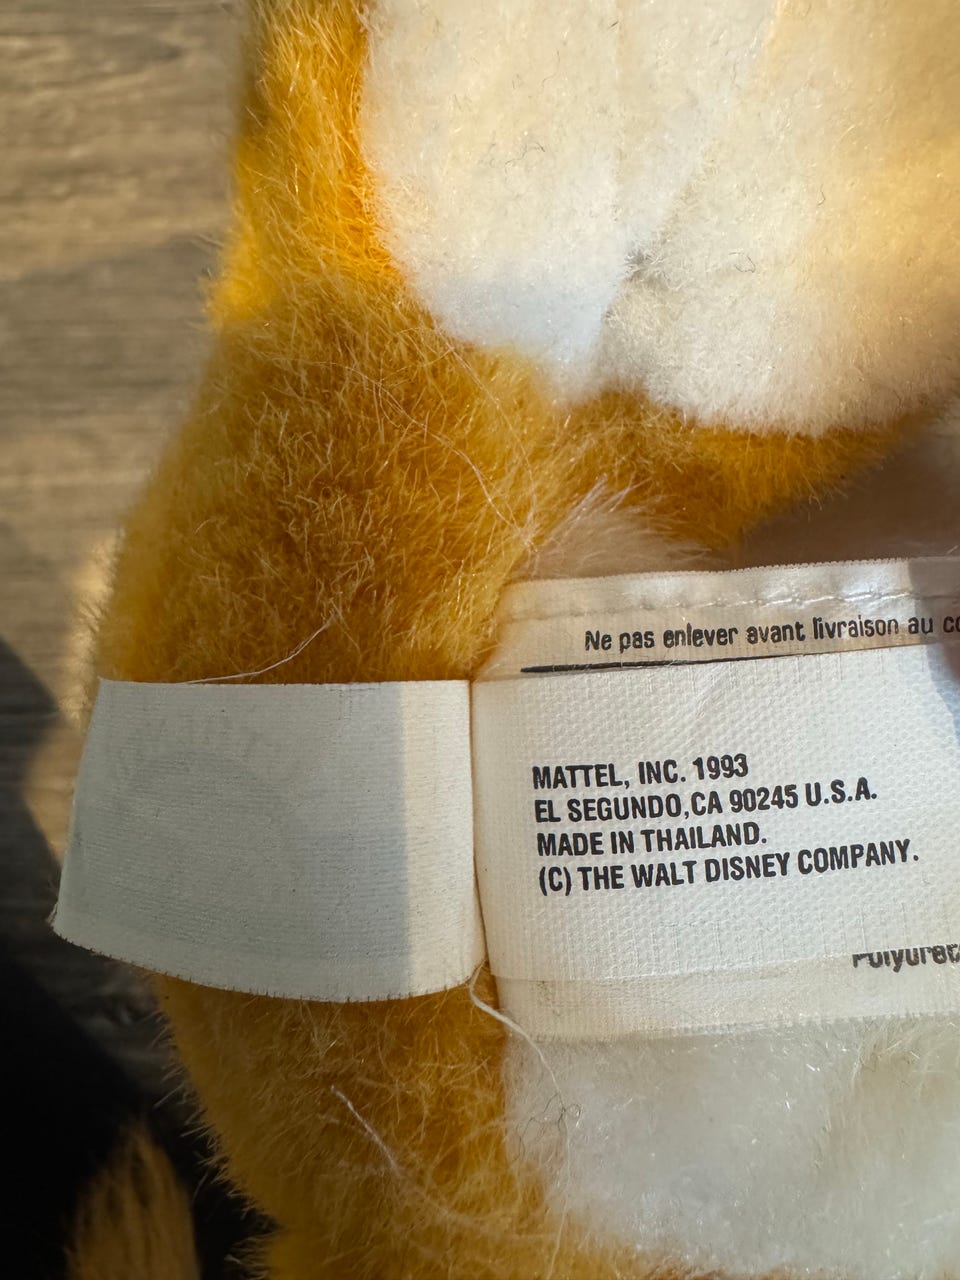 Ne pas enlever avant livraison au
MATTEL, INC. 1993
EL SEGUNDO,CA 90245 U.S.A.
MADE IN THAILAND.
(C) THE WALT DISNEY COMPANY.